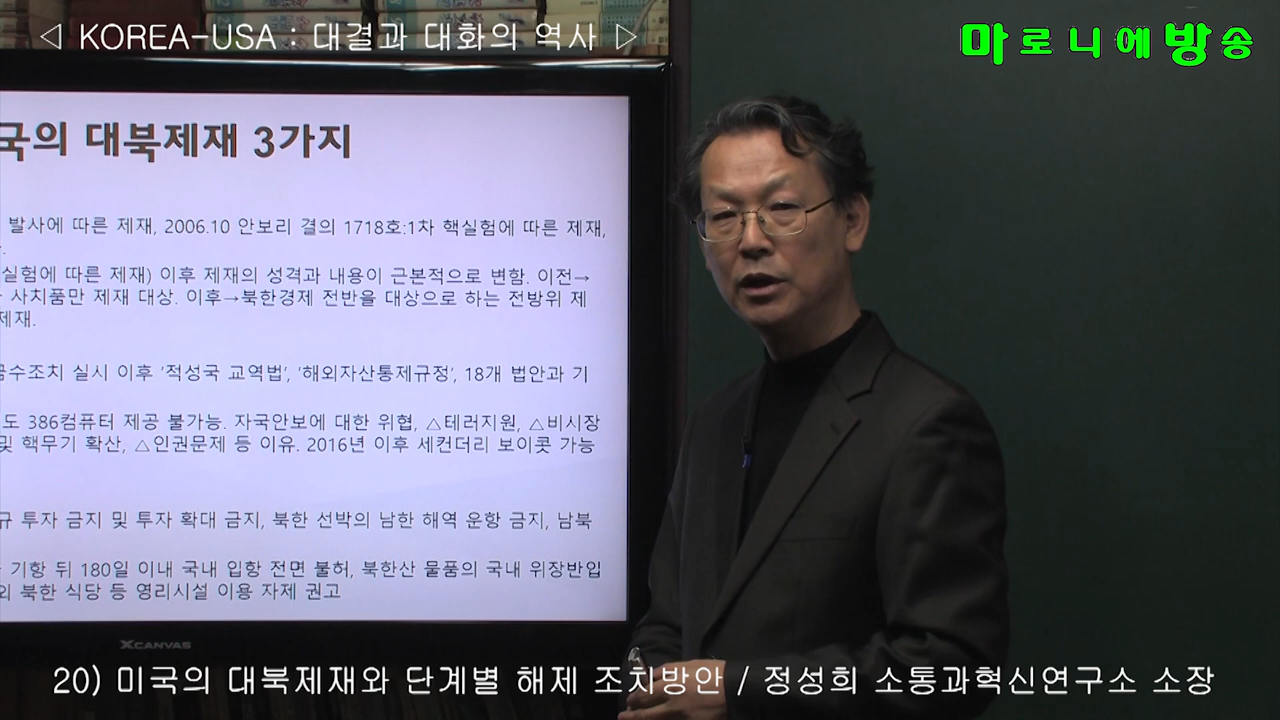 ◁ KOREA-USA : 대결과 대화의 역사 ▷
마로니에방송
국의 대북제재 3가지
발사에 따른 제재, 2006.10 안보리 결의 1718호:1차 핵실험에 따른 제재,
실험에 따른 제재) 이후 제재의 성격과 내용이 근본적으로 변함. 이전→
사치품만 제재 대상. 이후→북한경제 전반을 대상으로 하는 전방위 제
제재.
금수조치 실시 이후 '적성국 교역법', '해외자산통제규정', 18개 법안과 기
도 386컴퓨터 제공 불가능. 자국안보에 대한 위협, △테러지원, △비시장
및 핵무기 확산, △인권문제 등 이유. 2016년 이후 세컨더리 보이콧 가능
규 투자 금지 및 투자 확대 금지, 북한 선박의 남한 해역 운항 금지, 남북
기항 뒤 180일 이내 국내 입항 전면 불허, 북한산 물품의 국내 위장반입
외 북한 식당 등 영리시설 이용 자제 권고
XCANVAS
20) 미국의 대북제재와 단계별 해제 조치방안 / 정성희 소통과혁신연구소 소장